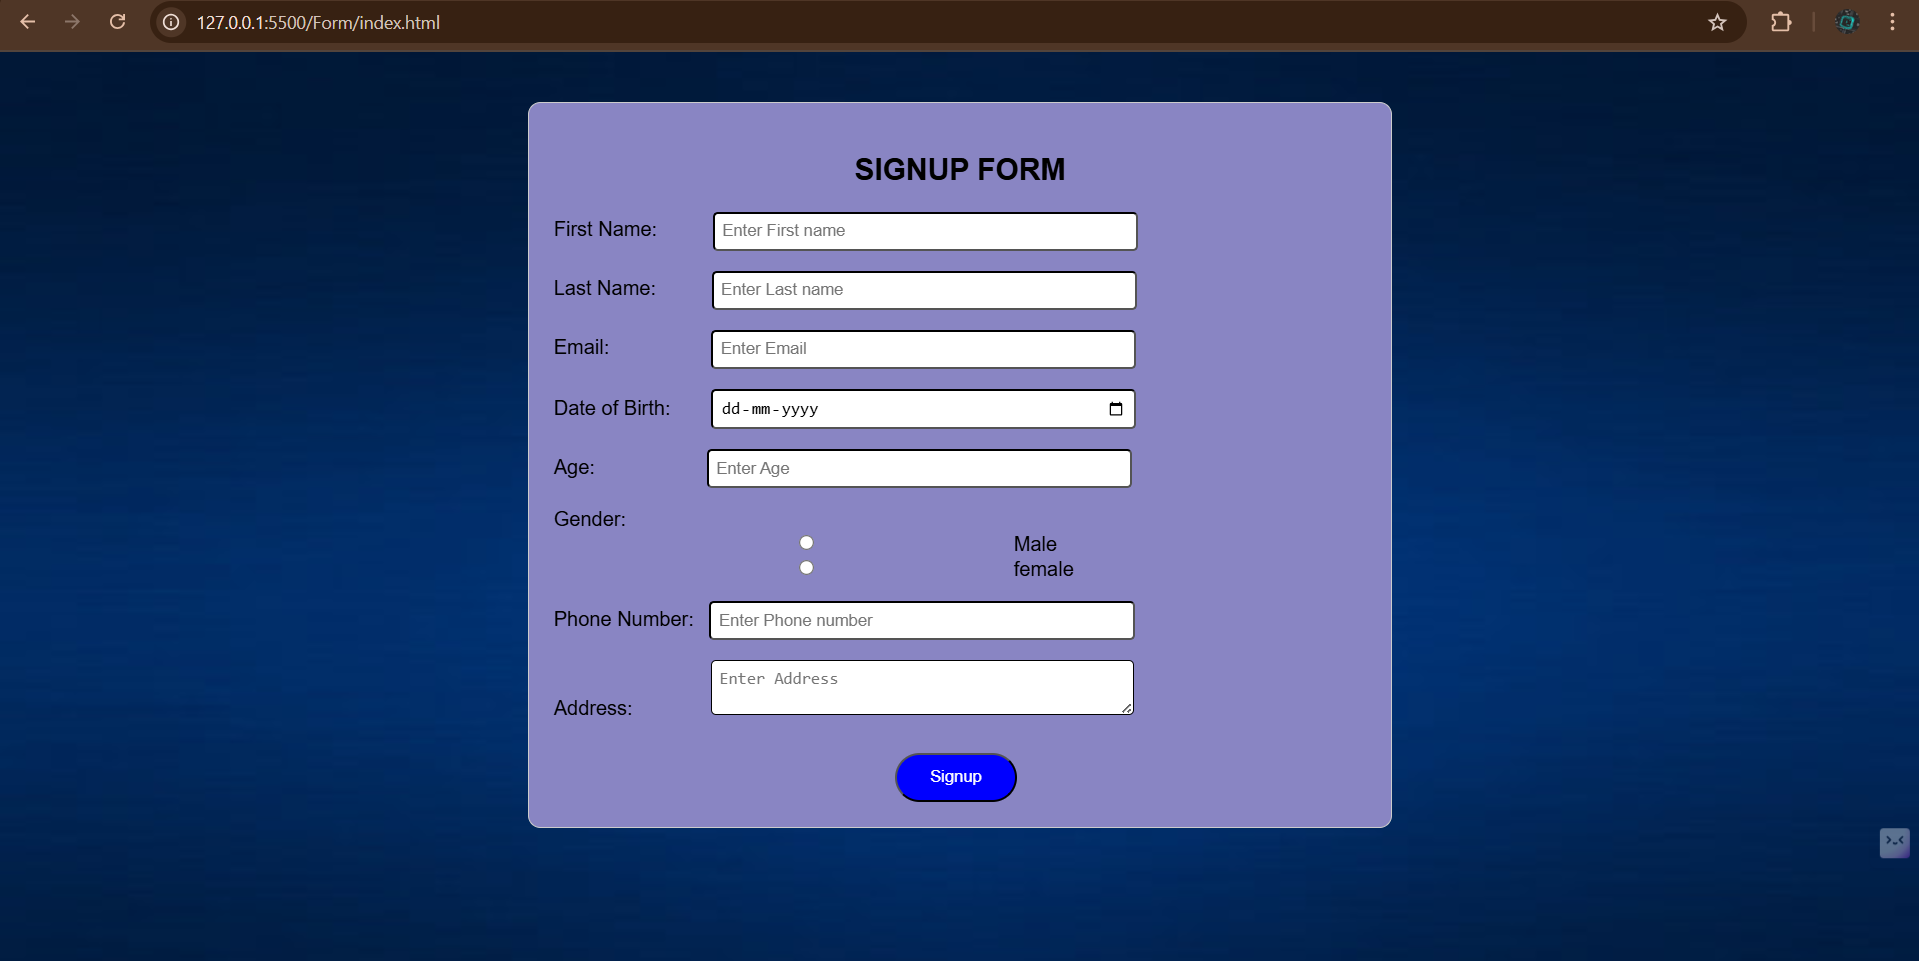 127.0.0.1:5500/Form/index.html
SIGNUP FORM
First Name: Enter First name
Last Name: Enter Last name
Email: Enter Email
Date of Birth: dd-mm-yyyy
Age: Enter Age
Gender:
Male
female
Phone Number: Enter Phone number
Enter Address
Address:
Signup